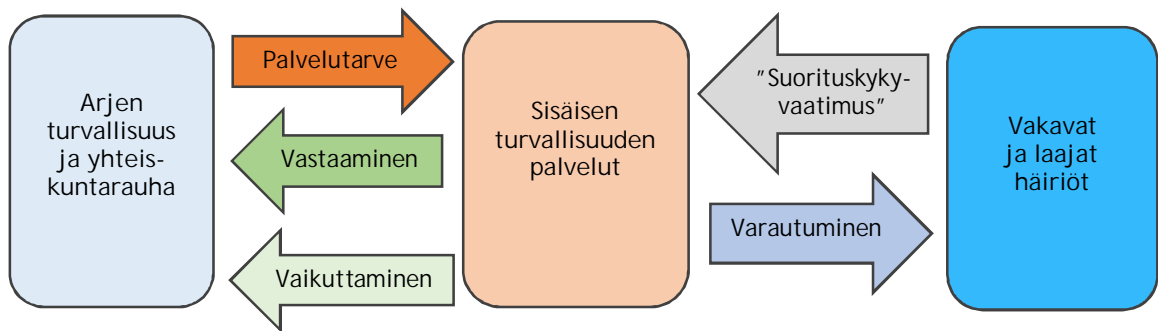 Arjen
turvallisuus
ja yhteis-
kuntarauha
Palvelutarve
Vastaaminen
Vaikuttaminen
Sisäisen
turvallisuuden
palvelut
"Suorituskyky-
vaatimus"
Varautuminen
Vakavat
ja laajat
häiriöt